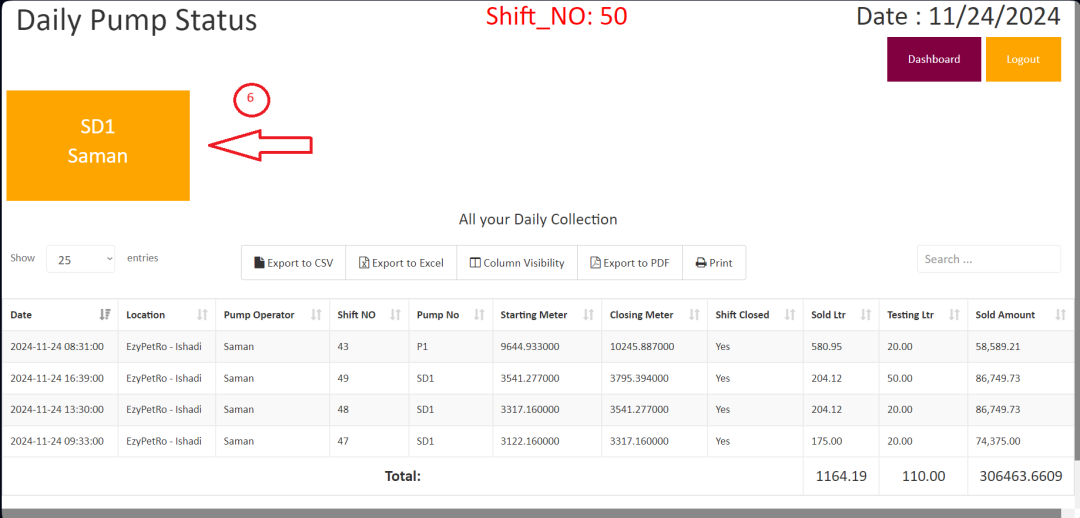 Daily Pump Status
Shift_NO: 50
Date : 11/24/2024
Dashboard
Logout
6
SD1
Saman
All your Daily Collection
Show 25 entries
Export to CSV Export to Excel Column Visibility Export to PDF Print
Search ...
Date Location Pump Operator Shift NO Pump No Starting Meter Closing Meter Shift Closed Sold Ltr Testing Ltr Sold Amount
2024-11-24 08:31:00 EzyPetRo - Ishadi Saman 43 P1 9644.933000 10245.887000 Yes 580.95 20.00 58,589.21
2024-11-24 16:39:00 EzyPetRo - Ishadi Saman 49 SD1 3541.277000 3795.394000 Yes 204.12 50.00 86,749.73
2024-11-24 13:30:00 EzyPetRo - Ishadi Saman 48 SD1 3317.160000 3541.277000 Yes 204.12 20.00 86,749.73
2024-11-24 09:33:00 EzyPetRo - Ishadi Saman 47 SD1 3122.160000 3317.160000 Yes 175.00 20.00 74,375.00
Total: 1164.19 110.00 306463.6609